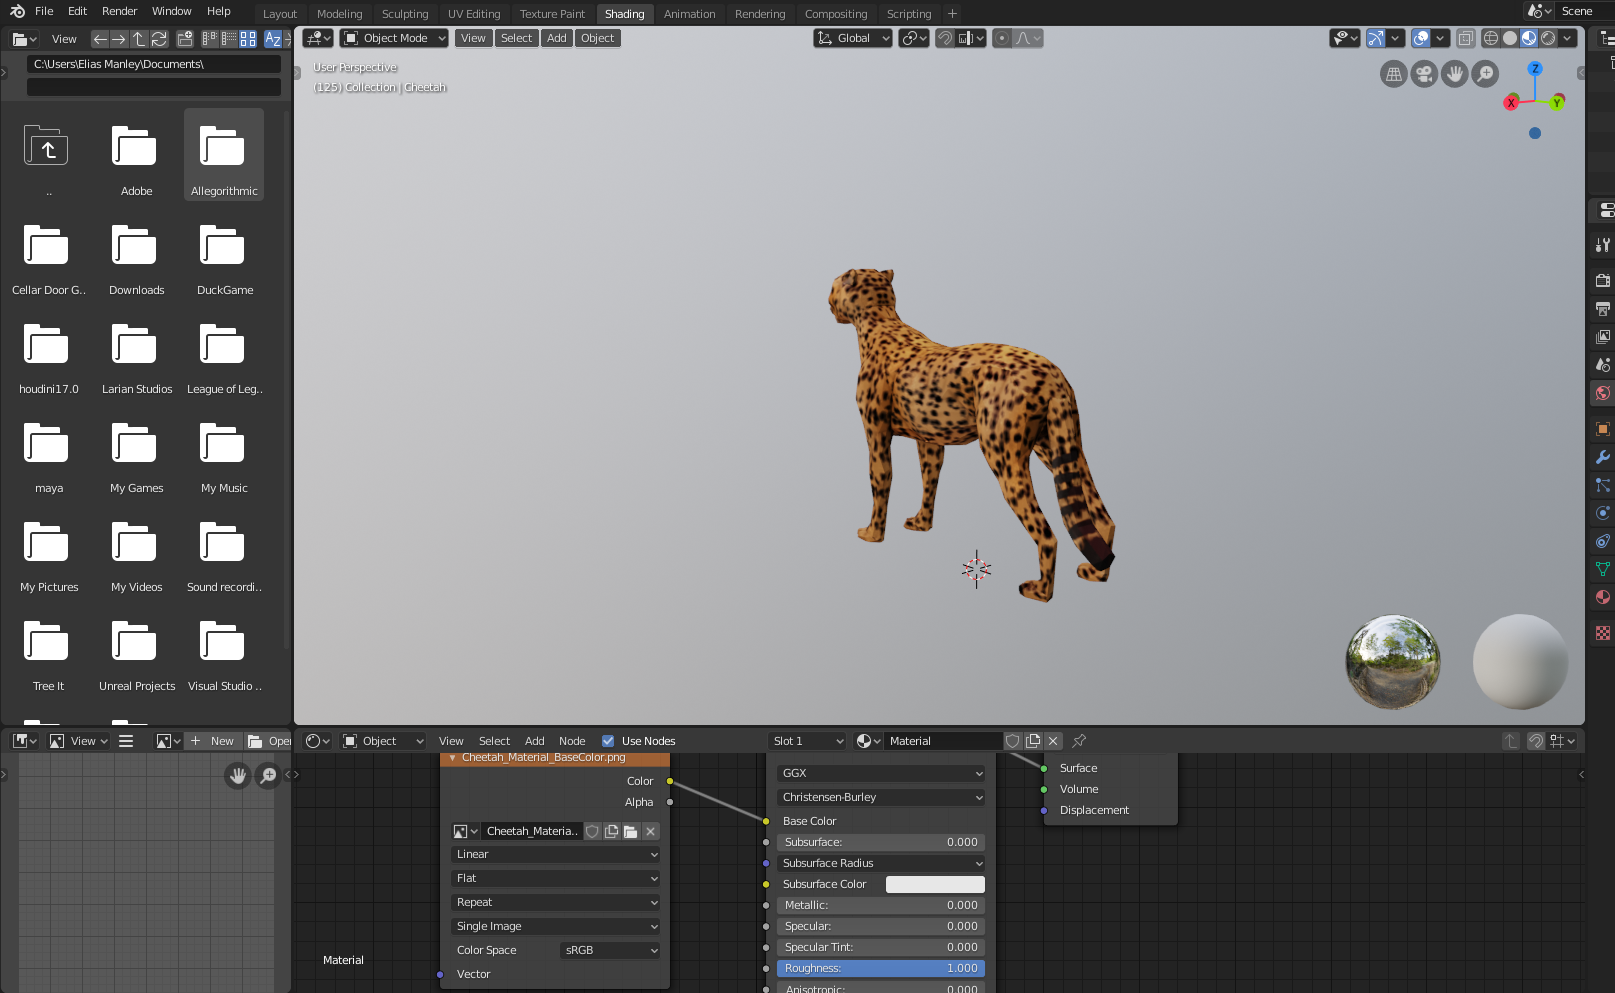 File Edit Render Window Help
Layout Modeling Sculpting UV Editing Texture Paint Shading Animation Rendering Compositing Scripting +
Scene
View
AZ
Object Mode View Select Add Object
Global
C:\Users\Elias Manley\Documents\
User Perspective
(125) Collection | Cheetah
Z
X
Y
.. Adobe Allegorithmic
Cellar Door G.. Downloads DuckGame
houdini17.0 Larian Studios League of Leg..
maya My Games My Music
My Pictures My Videos Sound recordi..
Tree It Unreal Projects Visual Studio ..
View
+ New Ope
Object View Select Add Node Use Nodes
Slot 1 Material
Cheetah_Material_BaseColor.png
Color
Alpha
Cheetah_Materia..
Linear
Flat
Repeat
Single Image
Color Space sRGB
Vector
Material
GGX
Christensen-Burley
Base Color
Subsurface: 0.000
Subsurface Radius
Subsurface Color
Metallic: 0.000
Specular: 0.000
Specular Tint: 0.000
Roughness: 1.000
Anisotropic: 0.000
Surface
Volume
Displacement